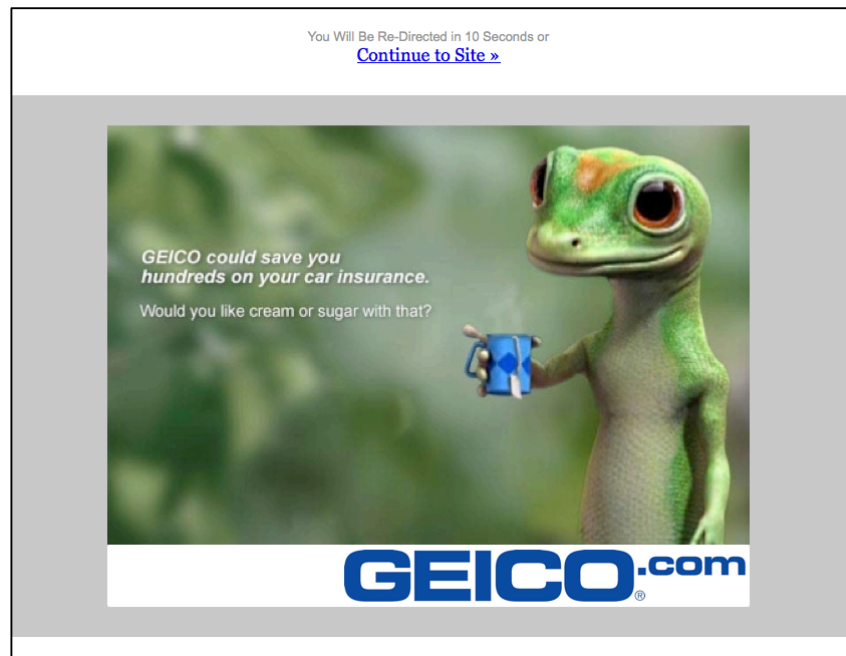 You Will Be Re-Directed in 10 Seconds or
Continue to Site »
GEICO could save you
hundreds on your car insurance.
Would you like cream or sugar with that?
GEICO.com
®